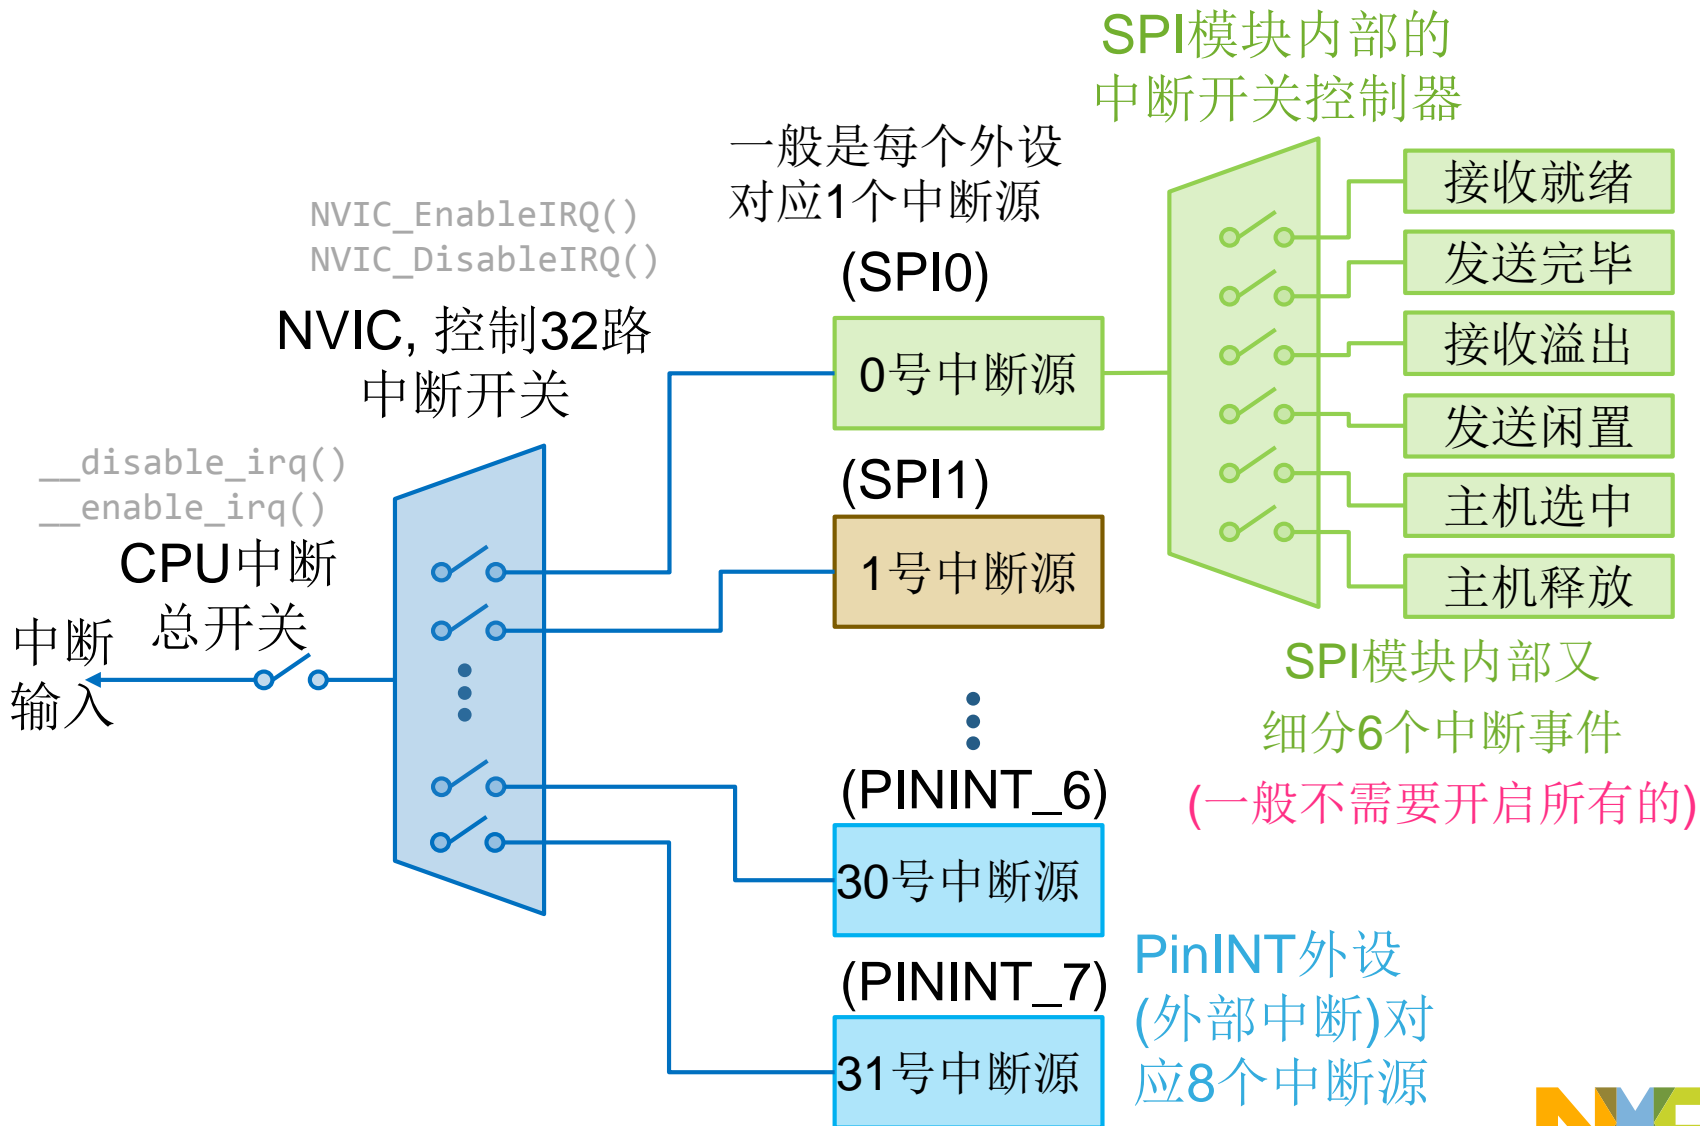 SPI模块内部的
中断开关控制器
一般是每个外设
对应1个中断源
NVIC_EnableIRQ()
NVIC_DisableIRQ()
NVIC, 控制32路
中断开关
__disable_irq()
__enable_irq()
CPU中断
总开关
中断
输入
(SPI0)
0号中断源
(SPI1)
1号中断源
(PININT_6)
30号中断源
(PININT_7)
31号中断源
接收就绪
发送完毕
接收溢出
发送闲置
主机选中
主机释放
SPI模块内部又
细分6个中断事件
(一般不需要开启所有的)
PinINT外设
(外部中断)对
应8个中断源